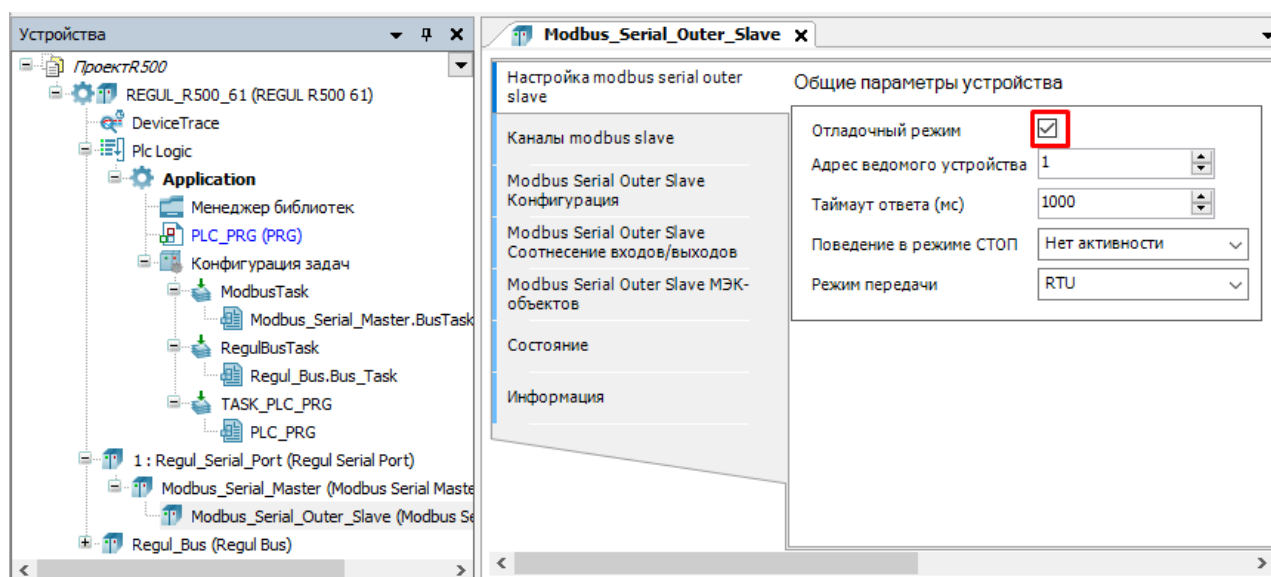 Устройства
ПроектR500
REGUL_R500_61 (REGUL R500 61)
DeviceTrace
Plc Logic
Application
Менеджер библиотек
PLC_PRG (PRG)
Конфигурация задач
ModbusTask
Modbus_Serial_Master.BusTask
RegulBusTask
Regul_Bus.Bus_Task
TASK_PLC_PRG
PLC_PRG
1 : Regul_Serial_Port (Regul Serial Port)
Modbus_Serial_Master (Modbus Serial Maste
Modbus_Serial_Outer_Slave (Modbus Se
Regul_Bus (Regul Bus)
Modbus_Serial_Outer_Slave
Настройка modbus serial outer
slave
Каналы modbus slave
Modbus Serial Outer Slave
Конфигурация
Modbus Serial Outer Slave
Соотнесение входов/выходов
Modbus Serial Outer Slave МЭК-
объектов
Состояние
Информация
Общие параметры устройства
Отладочный режим
Адрес ведомого устройства 1
Таймаут ответа (мс) 1000
Поведение в режиме СТОП Нет активности
Режим передачи RTU